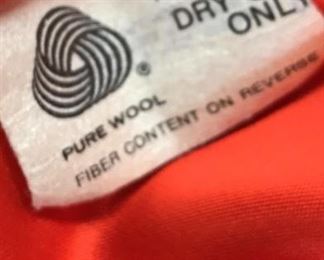 DRY
ONLY
®
PURE WOOL
FIBER CONTENT ON REVERSE